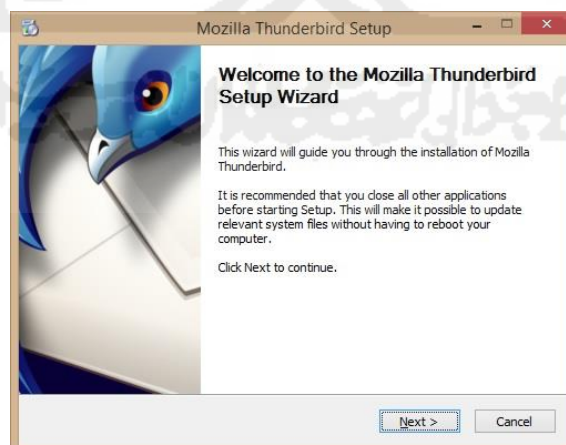 Mozilla Thunderbird Setup
Welcome to the Mozilla Thunderbird
Setup Wizard
This wizard will guide you through the installation of Mozilla
Thunderbird.
It is recommended that you close all other applications
before starting Setup. This will make it possible to update
relevant system files without having to reboot your
computer.
Click Next to continue.
Next >
Cancel